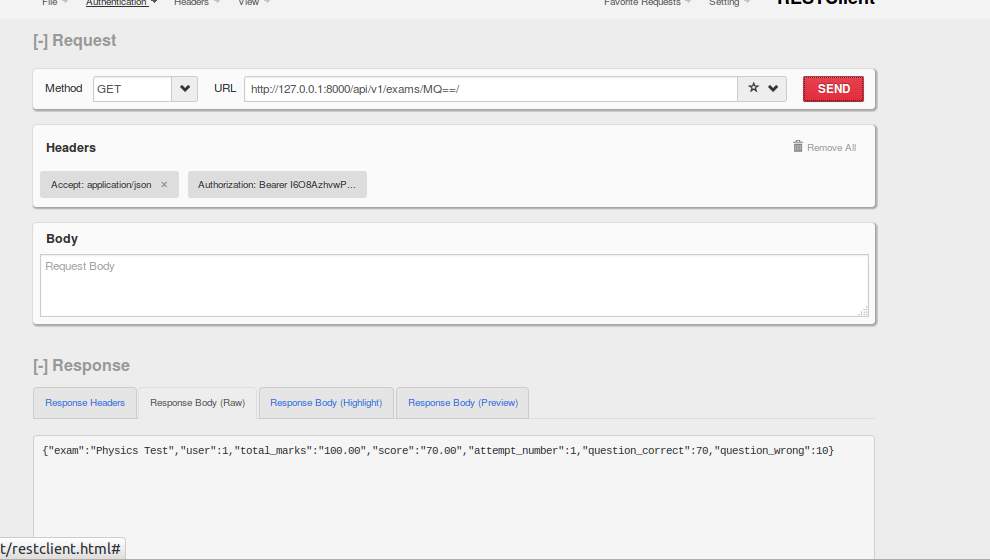 File Authentication Headers View Favorite Requests Setting RESTClient
[-] Request
Method GET URL http://127.0.0.1:8000/api/v1/exams/MQ==/ SEND
Headers Remove All
Accept: application/json × Authorization: Bearer I6O8AzhvwP...
Body
Request Body
[-] Response
Response Headers Response Body (Raw) Response Body (Highlight) Response Body (Preview)
{"exam":"Physics Test","user":1,"total_marks":"100.00","score":"70.00","attempt_number":1,"question_correct":70,"question_wrong":10}
t/restclient.html#